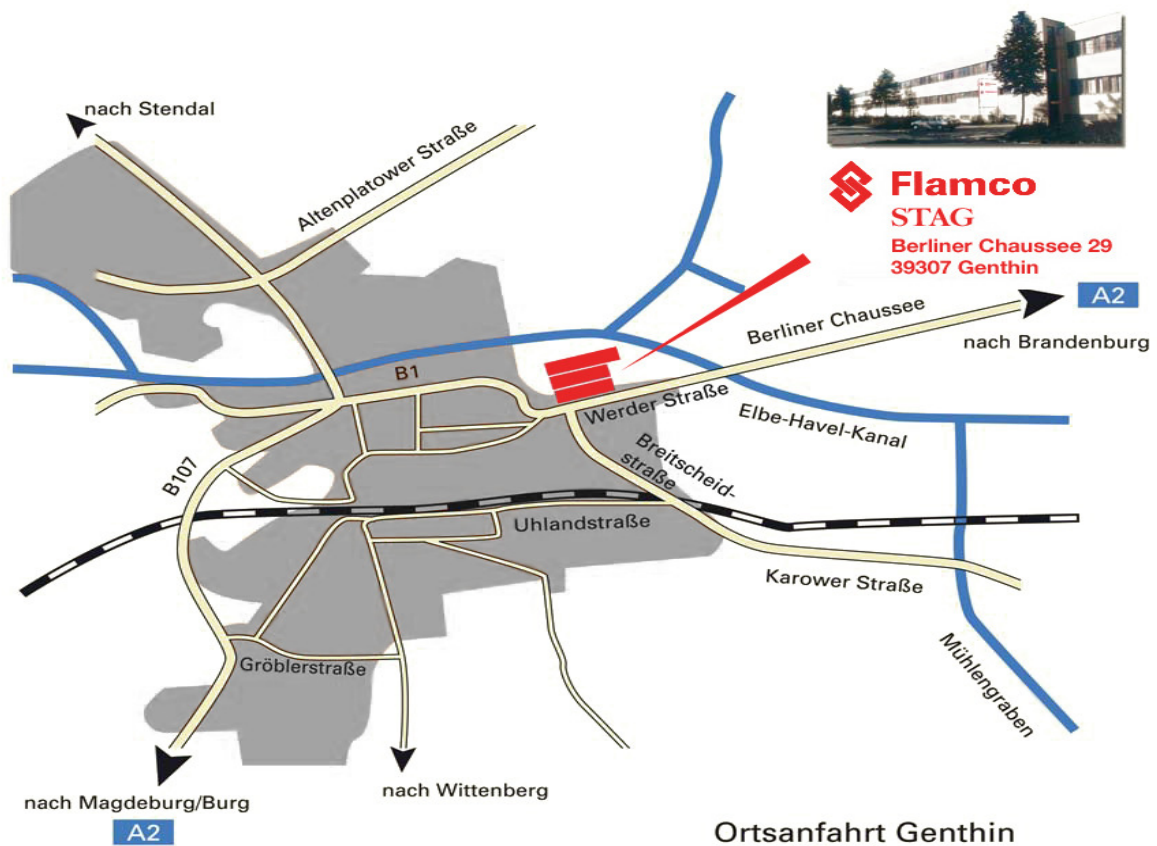 nach Stendal
Altenplatower Straße
Flamco
STAG
Berliner Chaussee 29
39307 Genthin
A2
Berliner Chaussee
nach Brandenburg
B1
Werder Straße
Elbe-Havel-Kanal
B107
Breitscheid-
straße
Uhlandstraße
Karower Straße
Gröblerstraße
Mühlengraben
nach Magdeburg/Burg
A2
nach Wittenberg
Ortsanfahrt Genthin